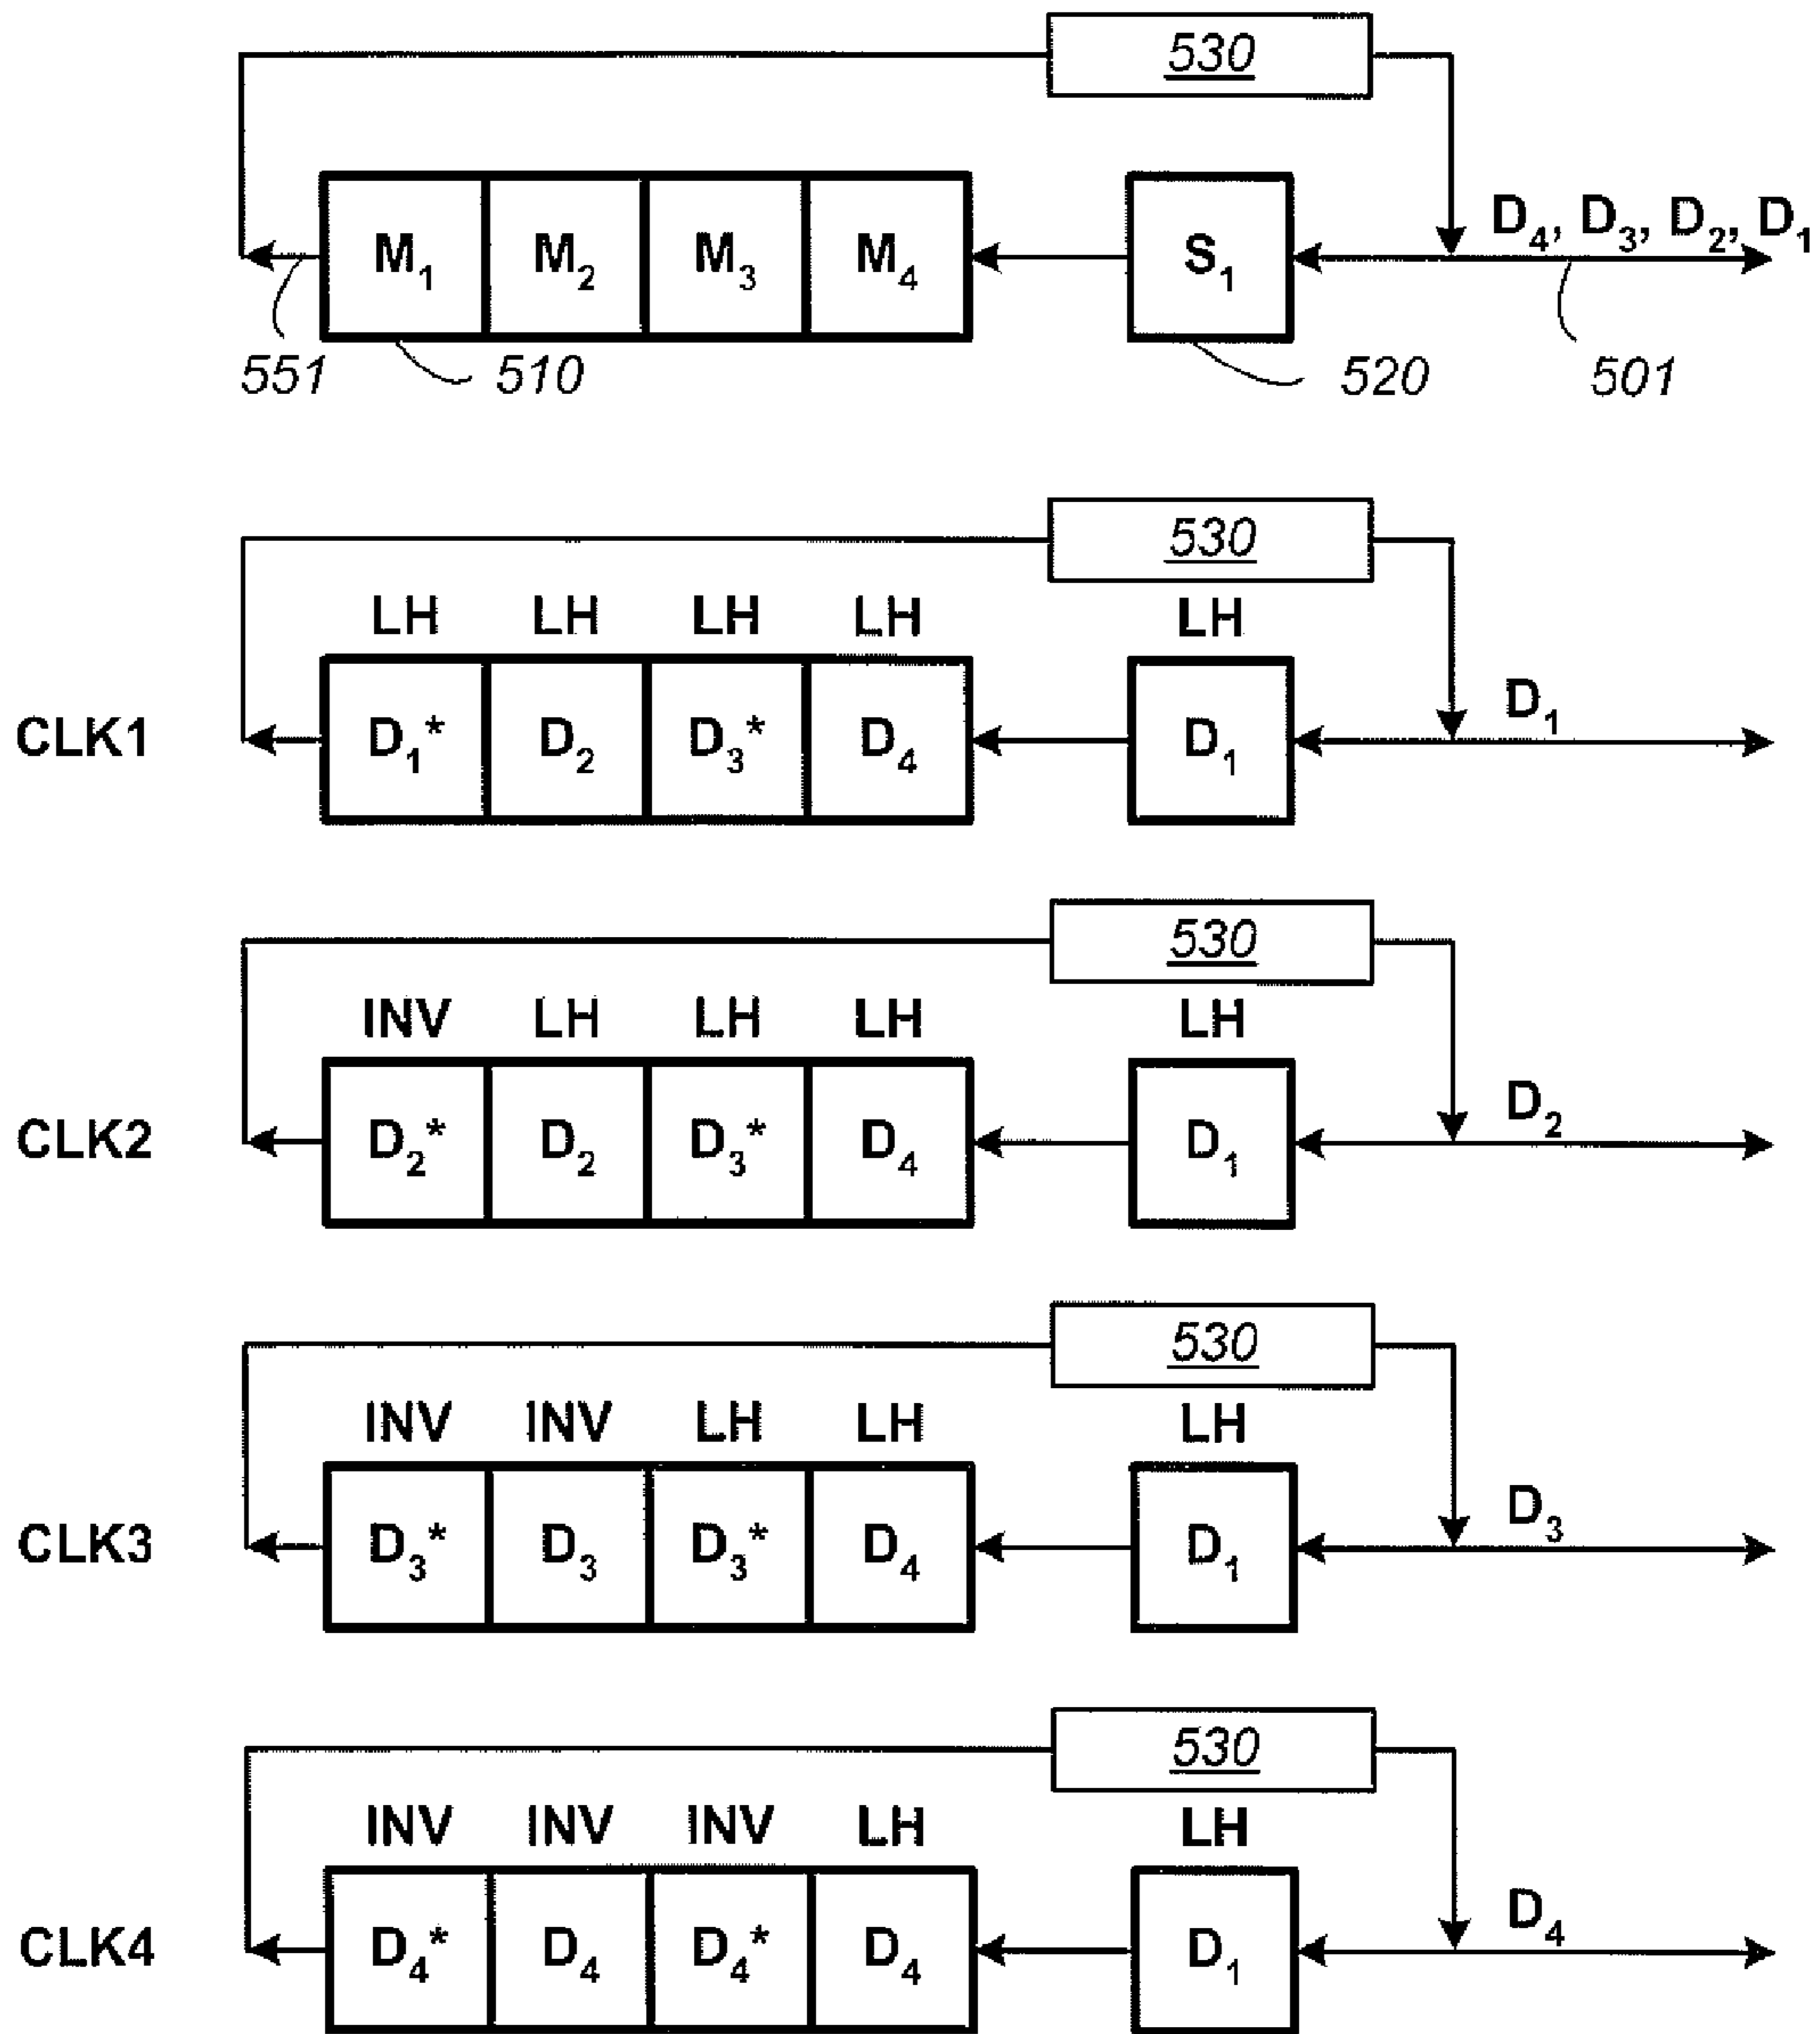 530
M₁ M₂ M₃ M₄ S₁ D₄, D₃, D₂, D₁
551 510 520 501
530
LH LH LH LH LH
CLK1 D₁* D₂ D₃* D₄ D₁ D₁
530
INV LH LH LH LH
CLK2 D₂* D₂ D₃* D₄ D₁ D₂
530
INV INV LH LH LH
CLK3 D₃* D₃ D₃* D₄ D₁ D₃
530
INV INV INV LH LH
CLK4 D₄* D₄ D₄* D₄ D₁ D₄